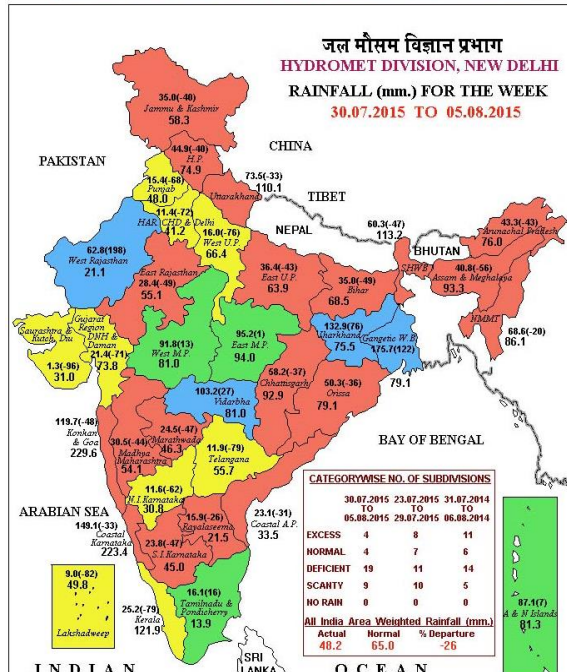 जल मौसम विज्ञान प्रभाग
HYDROMET DIVISION, NEW DELHI
RAINFALL (mm.) FOR THE WEEK
30.07.2015 TO 05.08.2015
35.0(-40)
Jammu & Kashmir
58.3
44.9(-40)
H.P.
74.9
CHINA
PAKISTAN
15.4(-68)
Punjab
48.0
73.5(-33)
110.1
Uttarakhand
TIBET
11.4(-72)
HAR. CHD & Delhi
41.2
16.0(-76)
West U.P.
66.4
NEPAL
60.3(-47)
113.2
BHUTAN
43.3(-43)
Arunachal Pradesh
76.0
62.8(198)
West Rajasthan
21.1
East Rajasthan
28.4(-49)
55.1
36.4(-43)
East U.P.
63.9
35.0(-49)
Bihar
68.5
SHWB
40.8(-56)
Assam & Meghalaya
93.3
NMMT
68.6(-20)
86.1
Saurashtra &
Kutch, Diu
1.3(-96)
31.0
Gujarat
Region
DNH &
Daman
21.4(-71)
73.8
91.8(13)
West M.P.
81.0
95.2(1)
East M.P.
94.0
132.9(76)
Jharkhand
75.5
Gangetic W.B.
175.7(122)
79.1
58.2(-37)
Chhattisgarh
92.9
50.3(-36)
Orissa
79.1
103.2(27)
Vidarbha
81.0
119.7(-48)
Konkan
& Goa
229.6
24.5(-47)
Marathwada
46.3
30.5(-44)
Madhya
Maharashtra
54.1
11.9(-79)
Telangana
55.7
BAY OF BENGAL
11.6(-62)
N.I.Karnataka
30.8
ARABIAN SEA
149.1(-33)
Coastal
Karnataka
223.4
15.9(-26)
Rayalaseema
21.5
23.1(-31)
Coastal A.P.
33.5
23.8(-47)
S.I.Karnataka
45.0
CATEGORYWISE NO. OF SUBDIVISIONS
30.07.2015 23.07.2015 31.07.2014
TO TO TO
05.08.2015 29.07.2015 06.08.2014
EXCESS 4 8 11
NORMAL 4 7 6
DEFICIENT 19 11 14
SCANTY 9 10 5
NO RAIN 0 0 0
All India Area Weighted Rainfall (mm.)
Actual Normal % Departure
48.2 65.0 -26
9.0(-82)
49.8
Lakshadweep
25.2(-79)
Kerala
121.9
16.1(16)
Tamilnadu &
Pondicherry
13.9
87.1(7)
A & N Islands
81.3
SRI
LANKA
INDIAN OCEAN